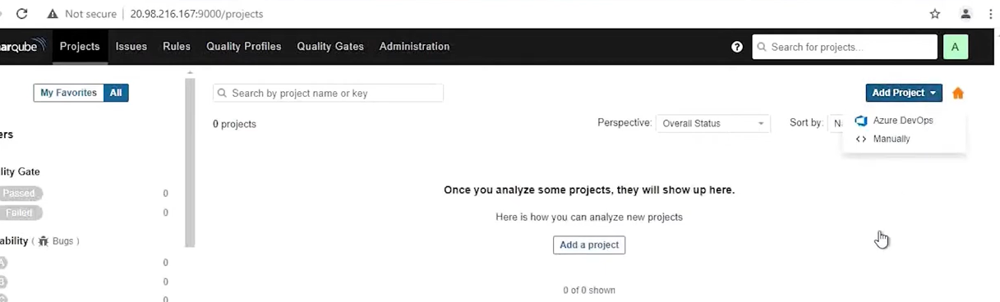 Not secure | 20.98.216.167:9000/projects
arqube Projects Issues Rules Quality Profiles Quality Gates Administration ? Search for projects... A
My Favorites All Search by project name or key Add Project
0 projects Perspective: Overall Status Sort by: N
Azure DevOps
Manually
ers
lity Gate
Passed 0
Failed 0
ability ( Bugs )
A 0
B 0
0
Once you analyze some projects, they will show up here.
Here is how you can analyze new projects
Add a project
0 of 0 shown